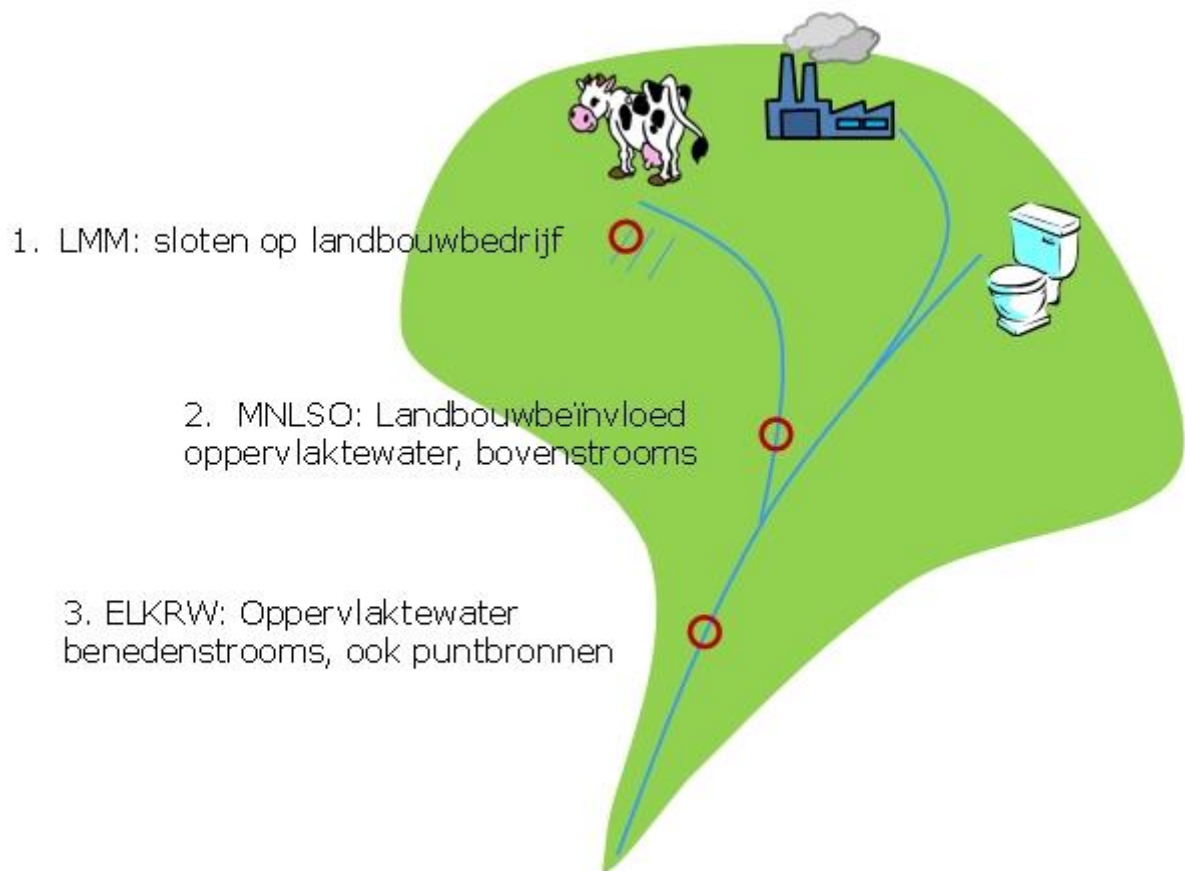 1. LMM: sloten op landbouwbedrijf
2. MNLSO: Landbouwbeïnvloed
oppervlaktewater, bovenstrooms
3. ELKRW: Oppervlaktewater
benedenstrooms, ook puntbronnen